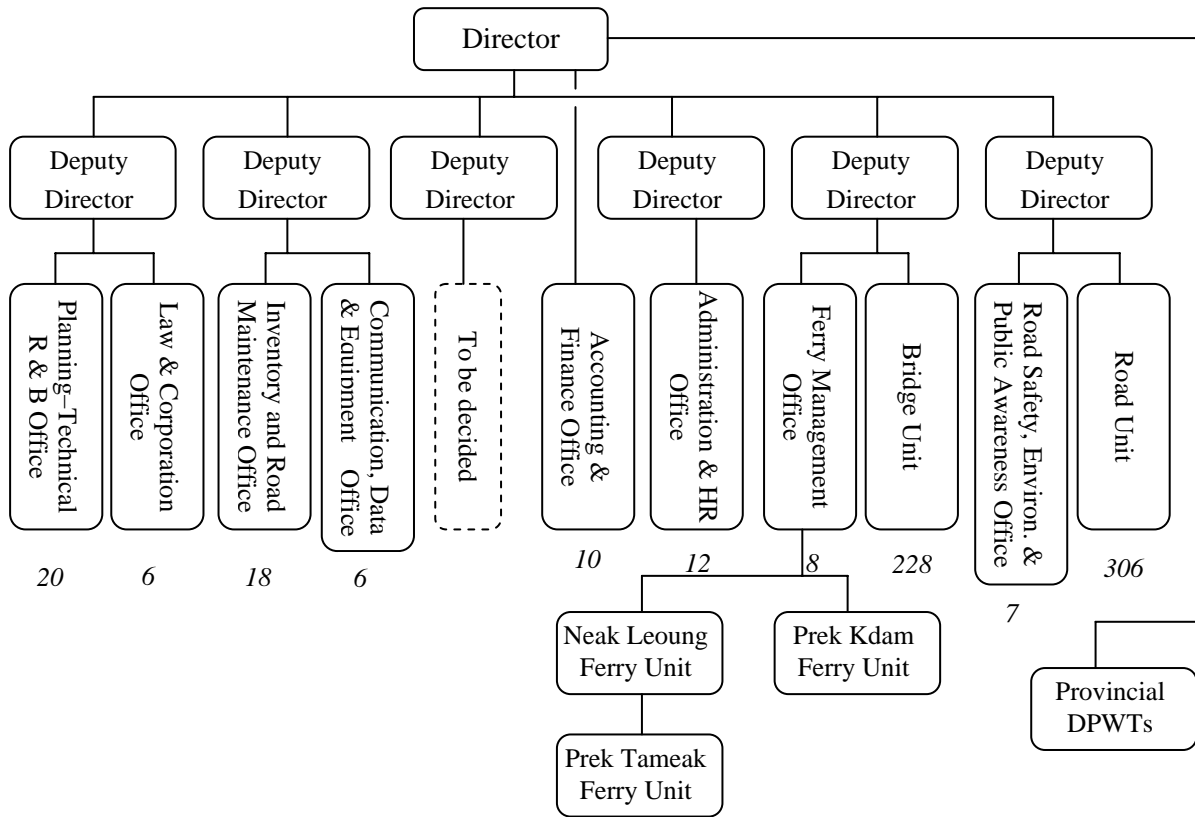 Director
Deputy
Director
Deputy
Director
Deputy
Director
Deputy
Director
Deputy
Director
Deputy
Director
Planning–Technical
R & B Office
Law & Corporation
Office
Inventory and Road
Maintenance Office
Communication, Data
& Equipment Office
To be decided
Accounting &
Finance Office
Administration & HR
Office
Ferry Management
Office
Bridge Unit
Road Safety, Environ. &
Public Awareness Office
Road Unit
20
6
18
6
10
12
8
228
7
306
Neak Leoung
Ferry Unit
Prek Kdam
Ferry Unit
Provincial
DPWTs
Prek Tameak
Ferry Unit